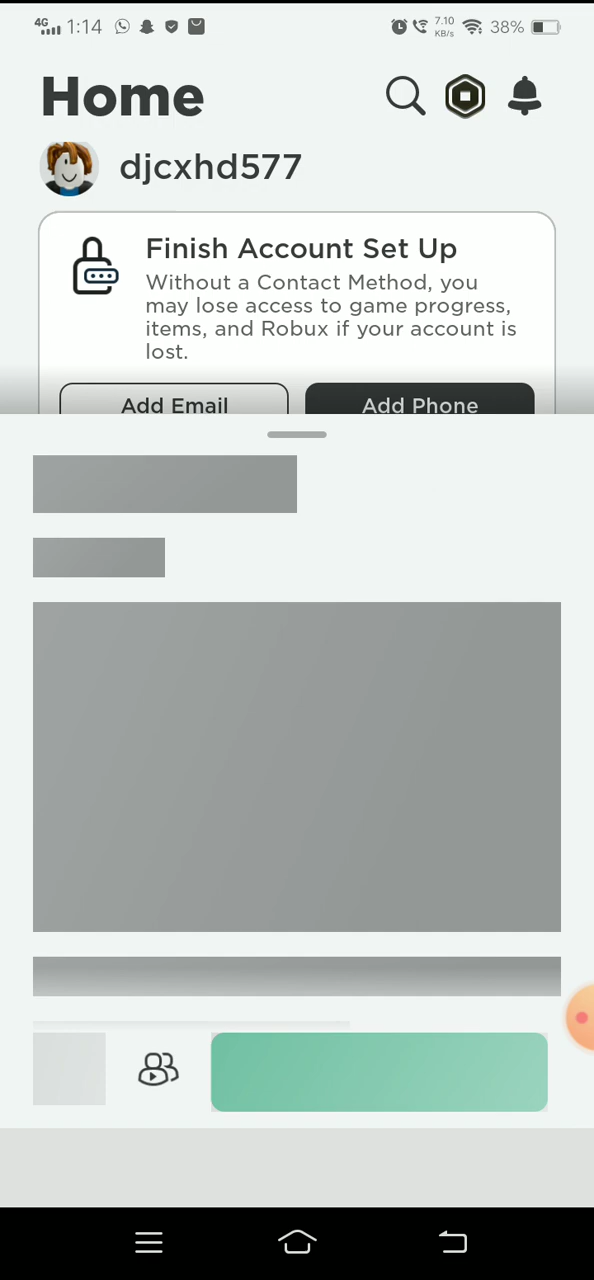 4G 1:14 7.10 KB/s 38%
Home
djcxhd577
Finish Account Set Up
Without a Contact Method, you
may lose access to game progress,
items, and Robux if your account is
lost.
Add Email Add Phone